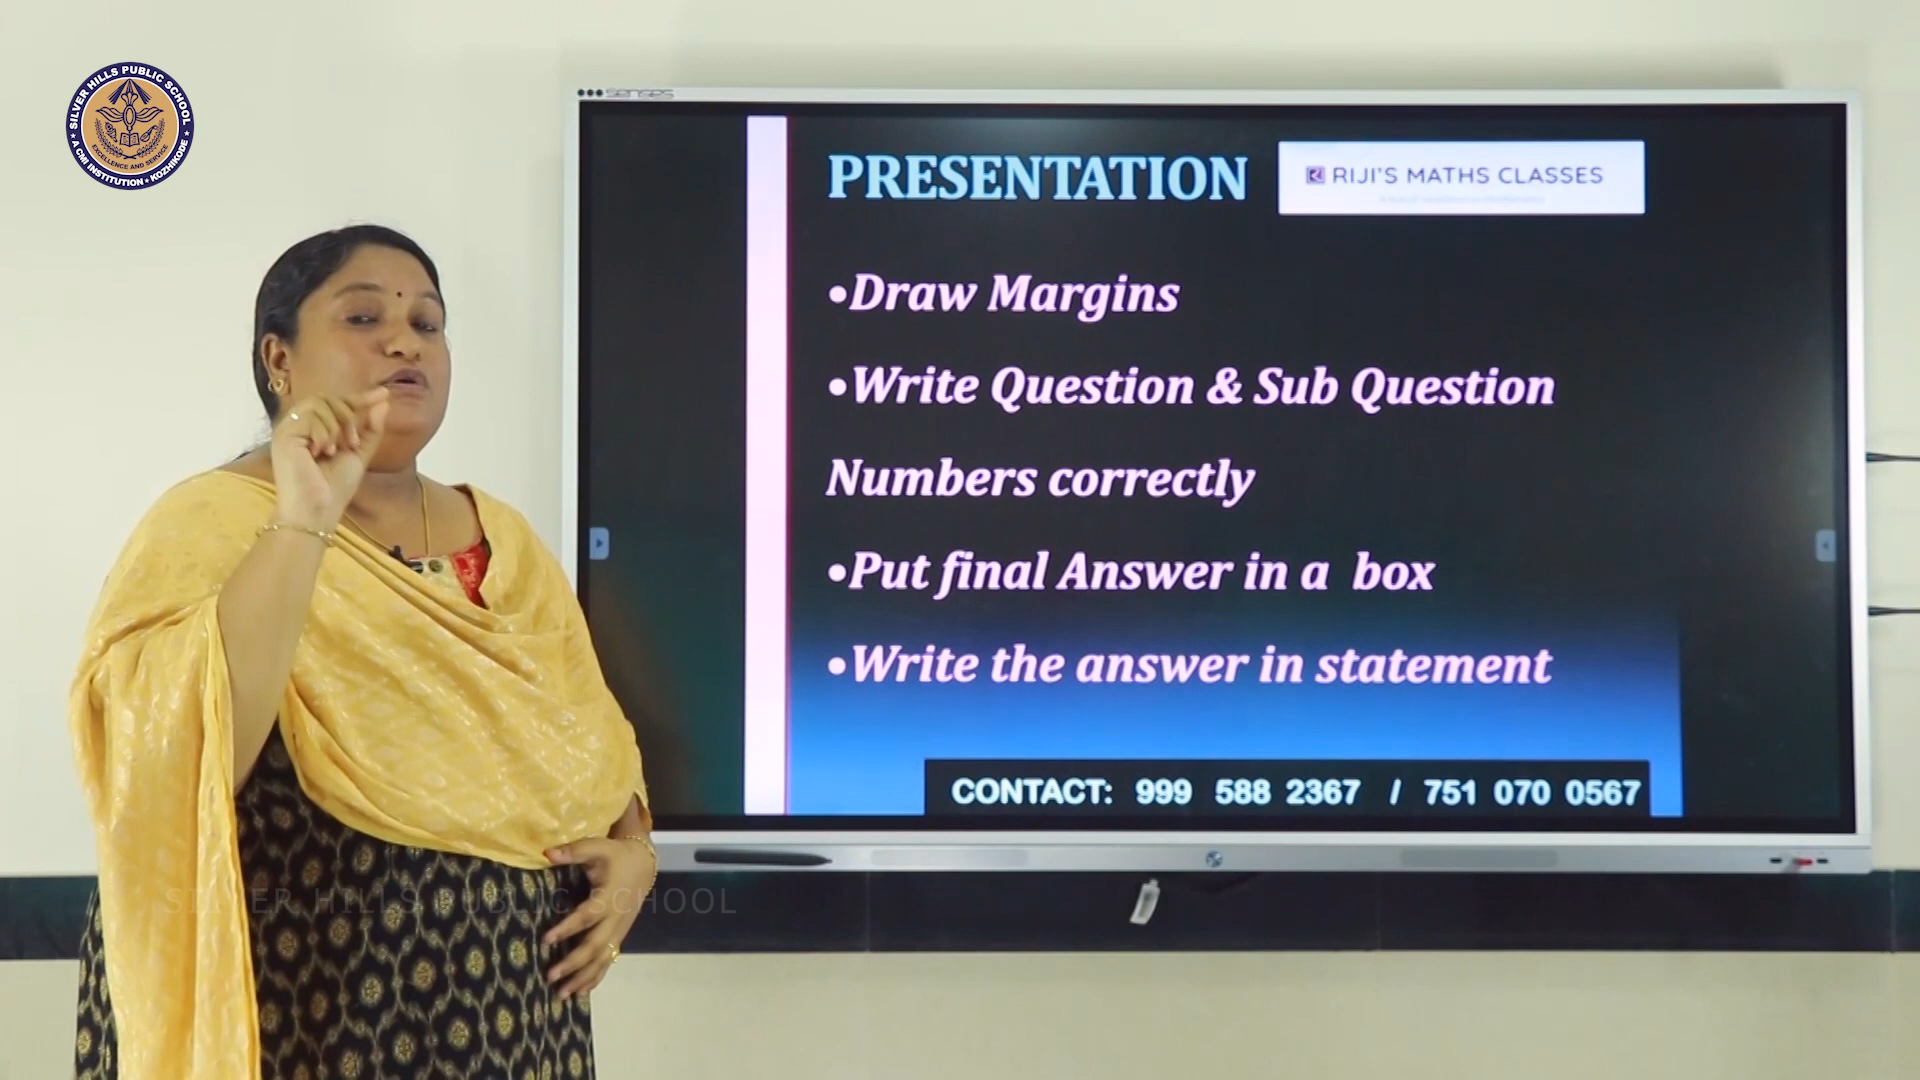 SILVER HILLS PUBLIC SCHOOL
EXCELLENCE AND SERVICE
A CMI INSTITUTION • KOZHIKODE
senses
PRESENTATION
RIJI'S MATHS CLASSES
•Draw Margins
•Write Question & Sub Question
Numbers correctly
•Put final Answer in a box
•Write the answer in statement
CONTACT: 999 588 2367 / 751 070 0567
SILVER HILLS PUBLIC SCHOOL